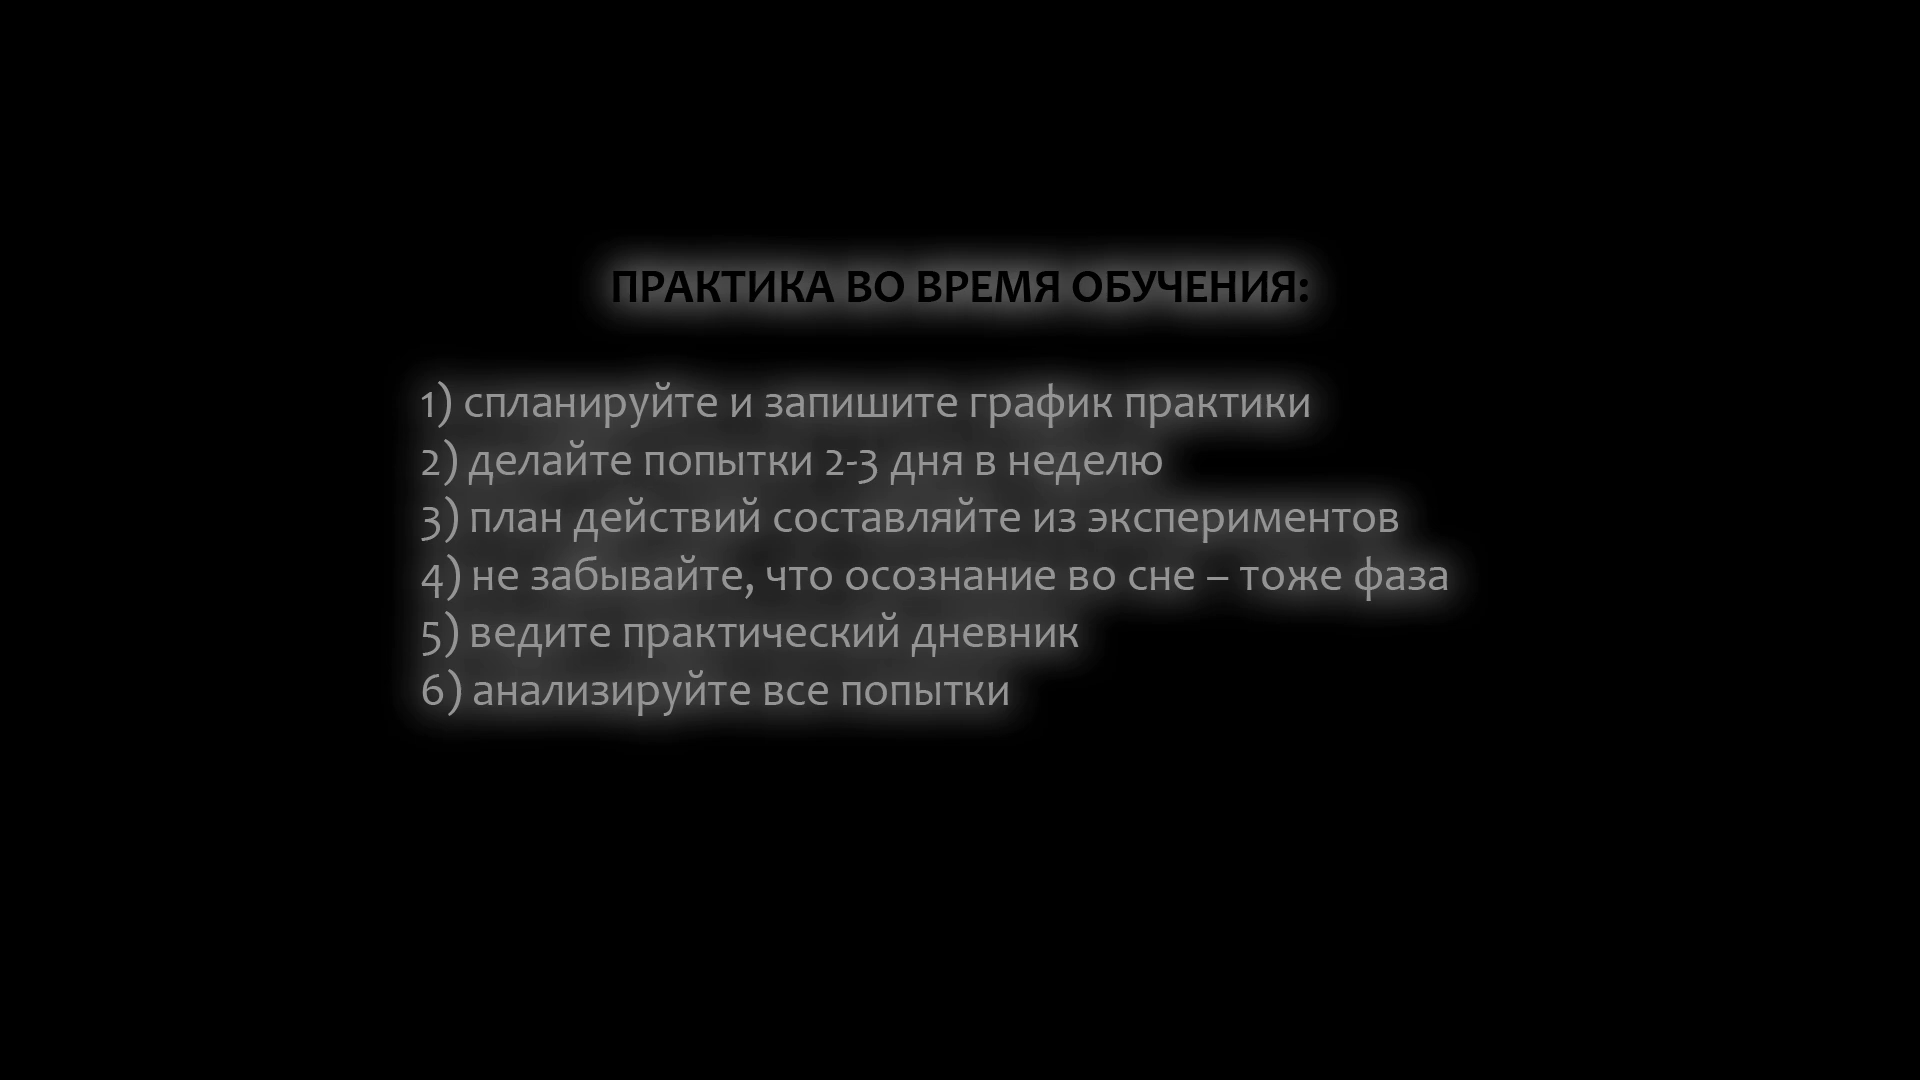 ПРАКТИКА ВО ВРЕМЯ ОБУЧЕНИЯ:
1) спланируйте и запишите график практики
2) делайте попытки 2-3 дня в неделю
3) план действий составляйте из экспериментов
4) не забывайте, что осознание во сне – тоже фаза
5) ведите практический дневник
6) анализируйте все попытки